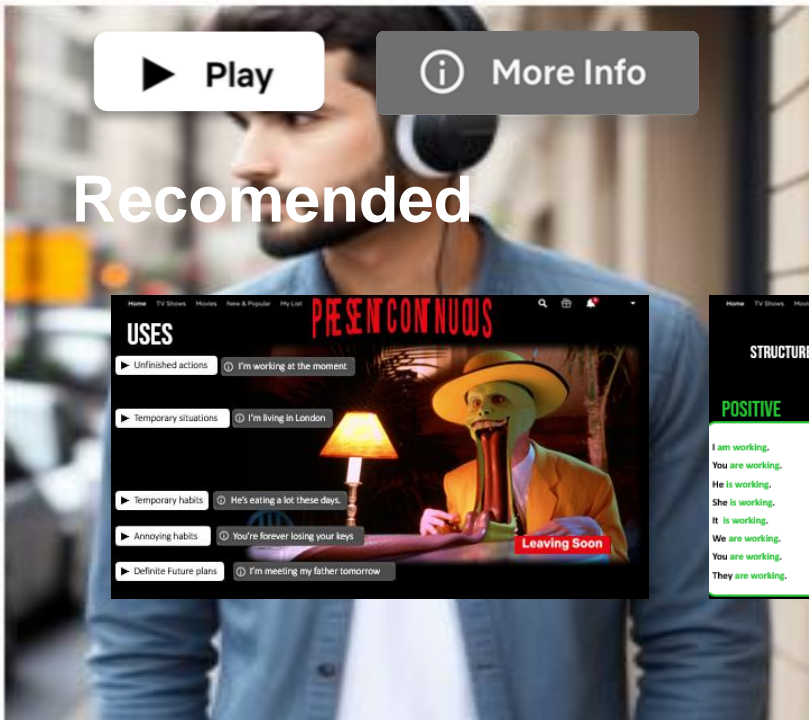 Play
More Info
Recomended
Home TV Shows Movies New & Popular My List
PRESENT CONTINUOUS
USES
Unfinished actions
I'm working at the moment
Temporary situations
I'm living in London
Temporary habits
He's eating a lot these days.
Annoying habits
You're forever losing your keys
Leaving Soon
Definite Future plans
I'm meeting my father tomorrow
Home TV Shows
STRUCTURE
POSITIVE
I am working.
You are working.
He is working.
She is working.
It is working.
We are working.
You are working.
They are working.